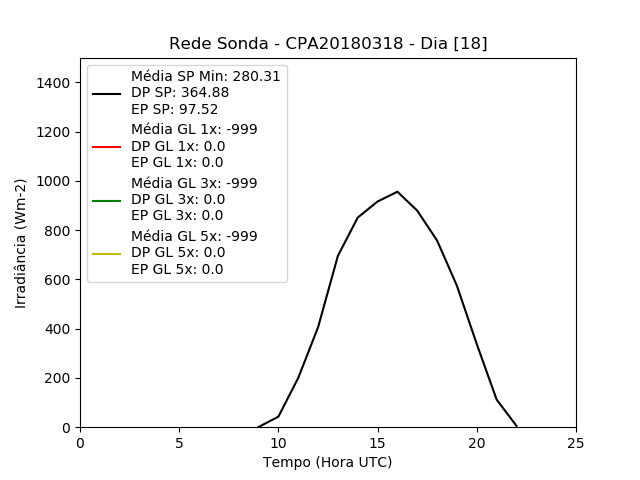 Rede Sonda - CPA20180318 - Dia [18]
Média SP Min: 280.31
DP SP: 364.88
EP SP: 97.52
Média GL 1x: -999
DP GL 1x: 0.0
EP GL 1x: 0.0
Média GL 3x: -999
DP GL 3x: 0.0
EP GL 3x: 0.0
Média GL 5x: -999
DP GL 5x: 0.0
EP GL 5x: 0.0
Irradiância (Wm-2)
1400
1200
1000
800
600
400
200
0
0 5 10 15 20 25
Tempo (Hora UTC)